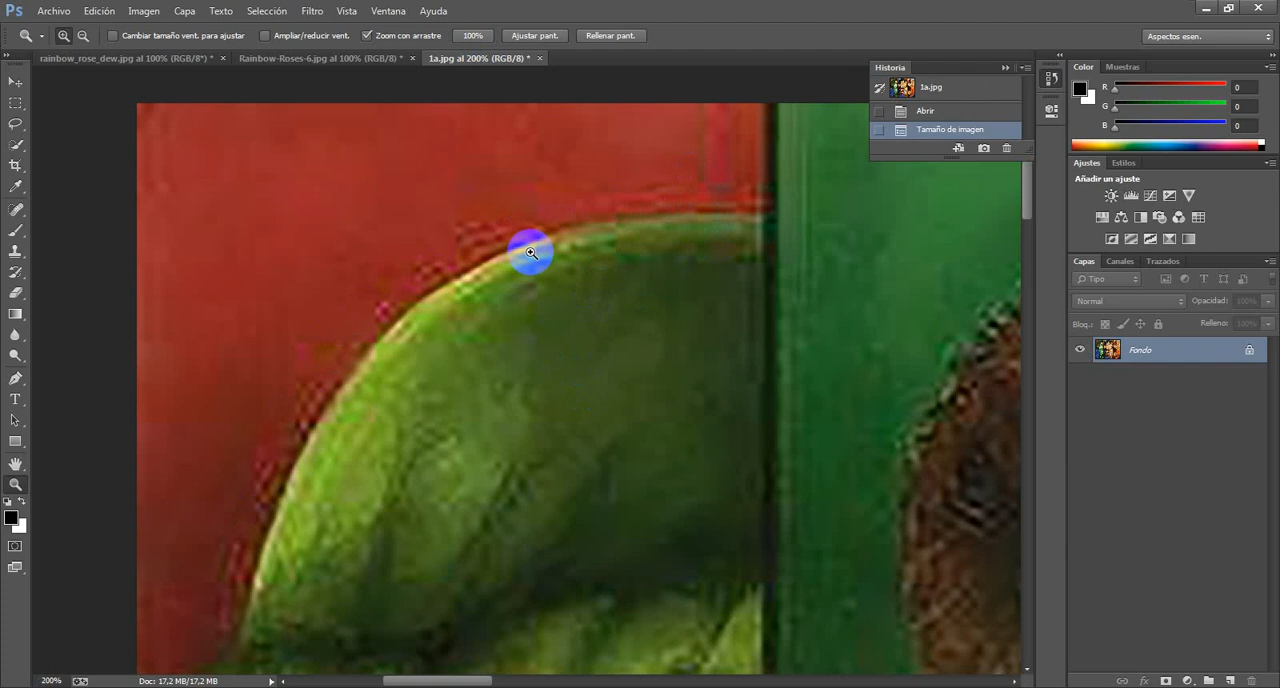 Ps Archivo Edición Imagen Capa Texto Selección Filtro Vista Ventana Ayuda
Cambiar tamaño vent. para ajustar Ampliar/reducir vent. Zoom con arrastre 100% Ajustar pant. Rellenar pant. Aspectos esen.
rainbow_rose_dew.jpg al 100% (RGB/8*) * × Rainbow-Roses-6.jpg al 100% (RGB/8) * × 1a.jpg al 200% (RGB/8) * ×
Historia
1a.jpg
Abrir
Tamaño de imagen
Color Muestras
R 0
G 0
B 0
Ajustes Estilos
Añadir un ajuste
Capas Canales Trazados
Tipo
Normal Opacidad: 100%
Bloq.: Relleno: 100%
Fondo
200% Doc: 17,2 MB/17,2 MB